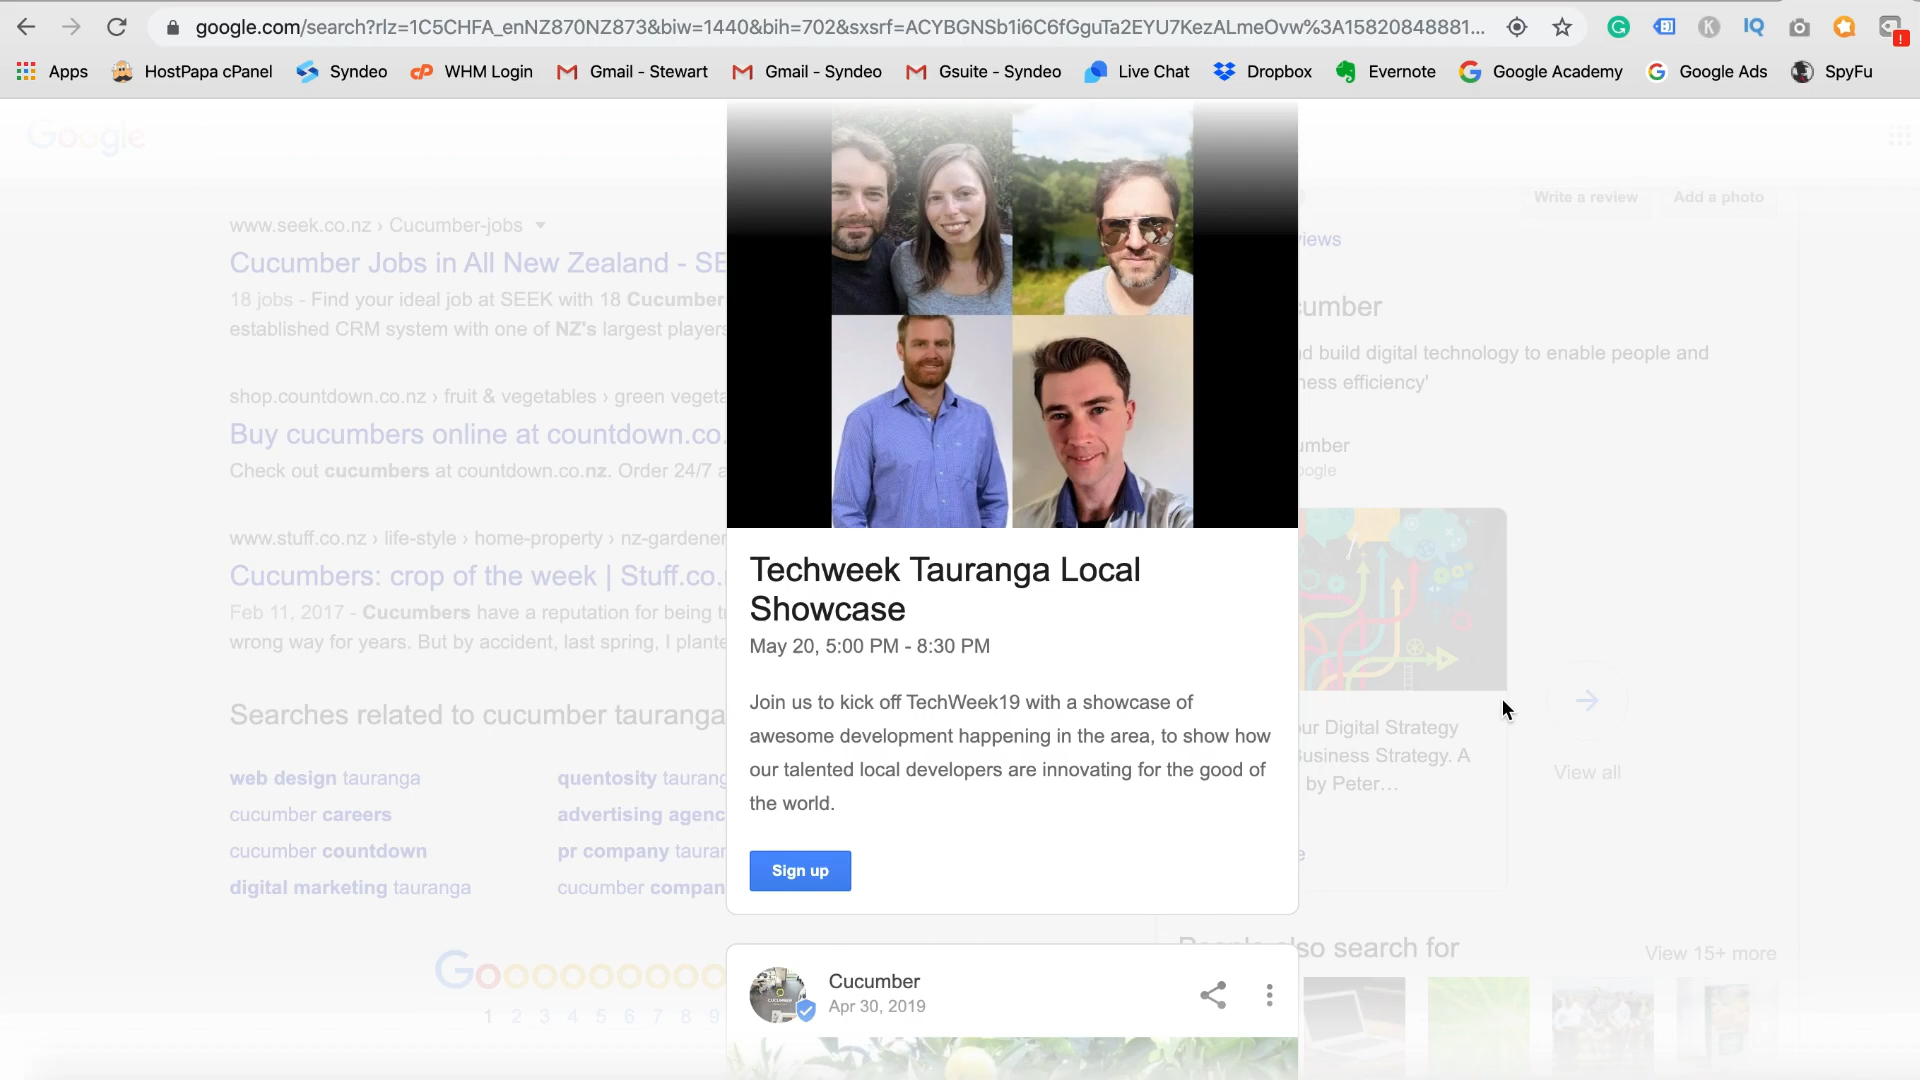 google.com/search?rlz=1C5CHFA_enNZ870NZ873&biw=1440&bih=702&sxsrf=ACYBGNSb1i6C6fGguTa2EYU7KezALmeOvw%3A15820848881...
Apps HostPapa cPanel Syndeo WHM Login Gmail - Stewart Gmail - Syndeo Gsuite - Syndeo Live Chat Dropbox Evernote Google Academy Google Ads SpyFu
Google
www.seek.co.nz › Cucumber-jobs
Cucumber Jobs in All New Zealand - SE
18 jobs - Find your ideal job at SEEK with 18 Cucumber
established CRM system with one of NZ's largest players
shop.countdown.co.nz › fruit & vegetables › green vegeta
Buy cucumbers online at countdown.co.
Check out cucumbers at countdown.co.nz. Order 24/7 a
www.stuff.co.nz › life-style › home-property › nz-gardener
Cucumbers: crop of the week | Stuff.co.
Feb 11, 2017 - Cucumbers have a reputation for being t
wrong way for years. But by accident, last spring, I plante
Searches related to cucumber tauranga
web design tauranga
cucumber careers
cucumber countdown
digital marketing tauranga
quentosity taurang
advertising agenc
pr company taurar
cucumber compan
Goooooooooo
1 2 3 4 5 6 7 8 9
Techweek Tauranga Local
Showcase
May 20, 5:00 PM - 8:30 PM
Join us to kick off TechWeek19 with a showcase of
awesome development happening in the area, to show how
our talented local developers are innovating for the good of
the world.
Sign up
Cucumber
Apr 30, 2019
Write a review Add a photo
iews
umber
d build digital technology to enable people and
ness efficiency'
umber
oogle
ur Digital Strategy
usiness Strategy. A
by Peter...
e
View all
People also search for
View 15+ more